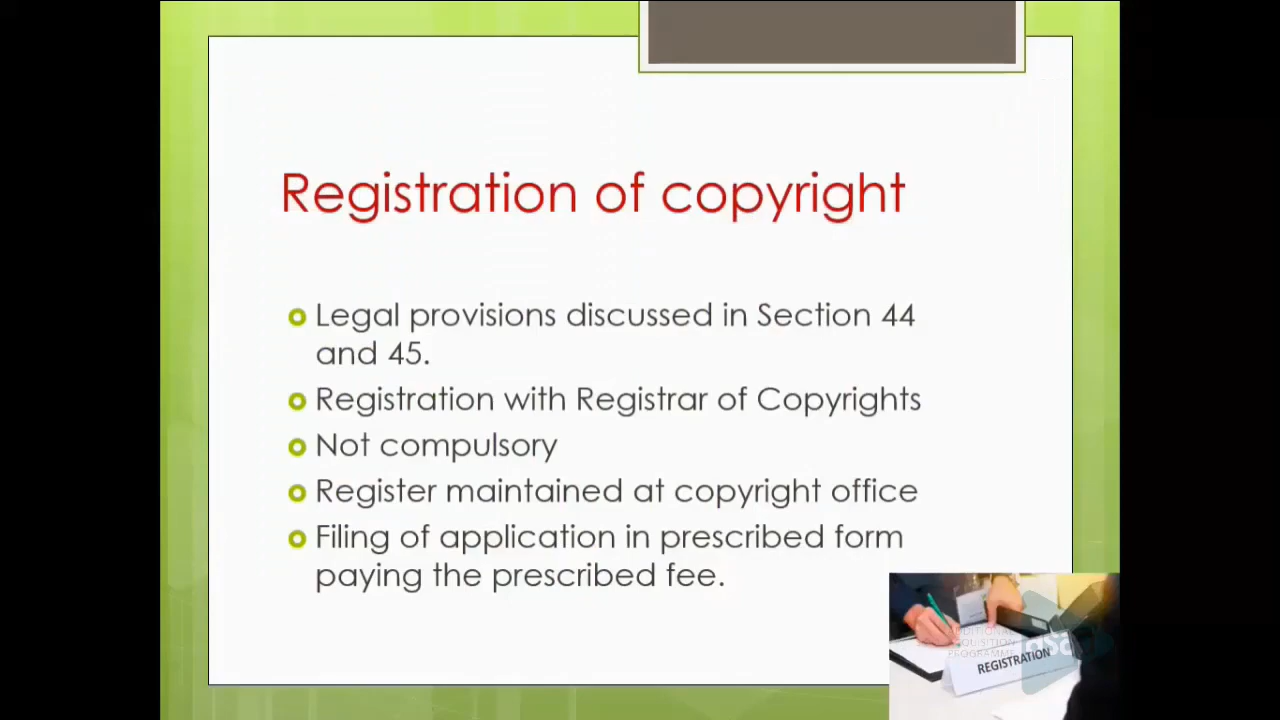 Registration of copyright
Legal provisions discussed in Section 44
and 45.
Registration with Registrar of Copyrights
Not compulsory
Register maintained at copyright office
Filing of application in prescribed form
paying the prescribed fee.
PROGRAMME
REGISTRATION